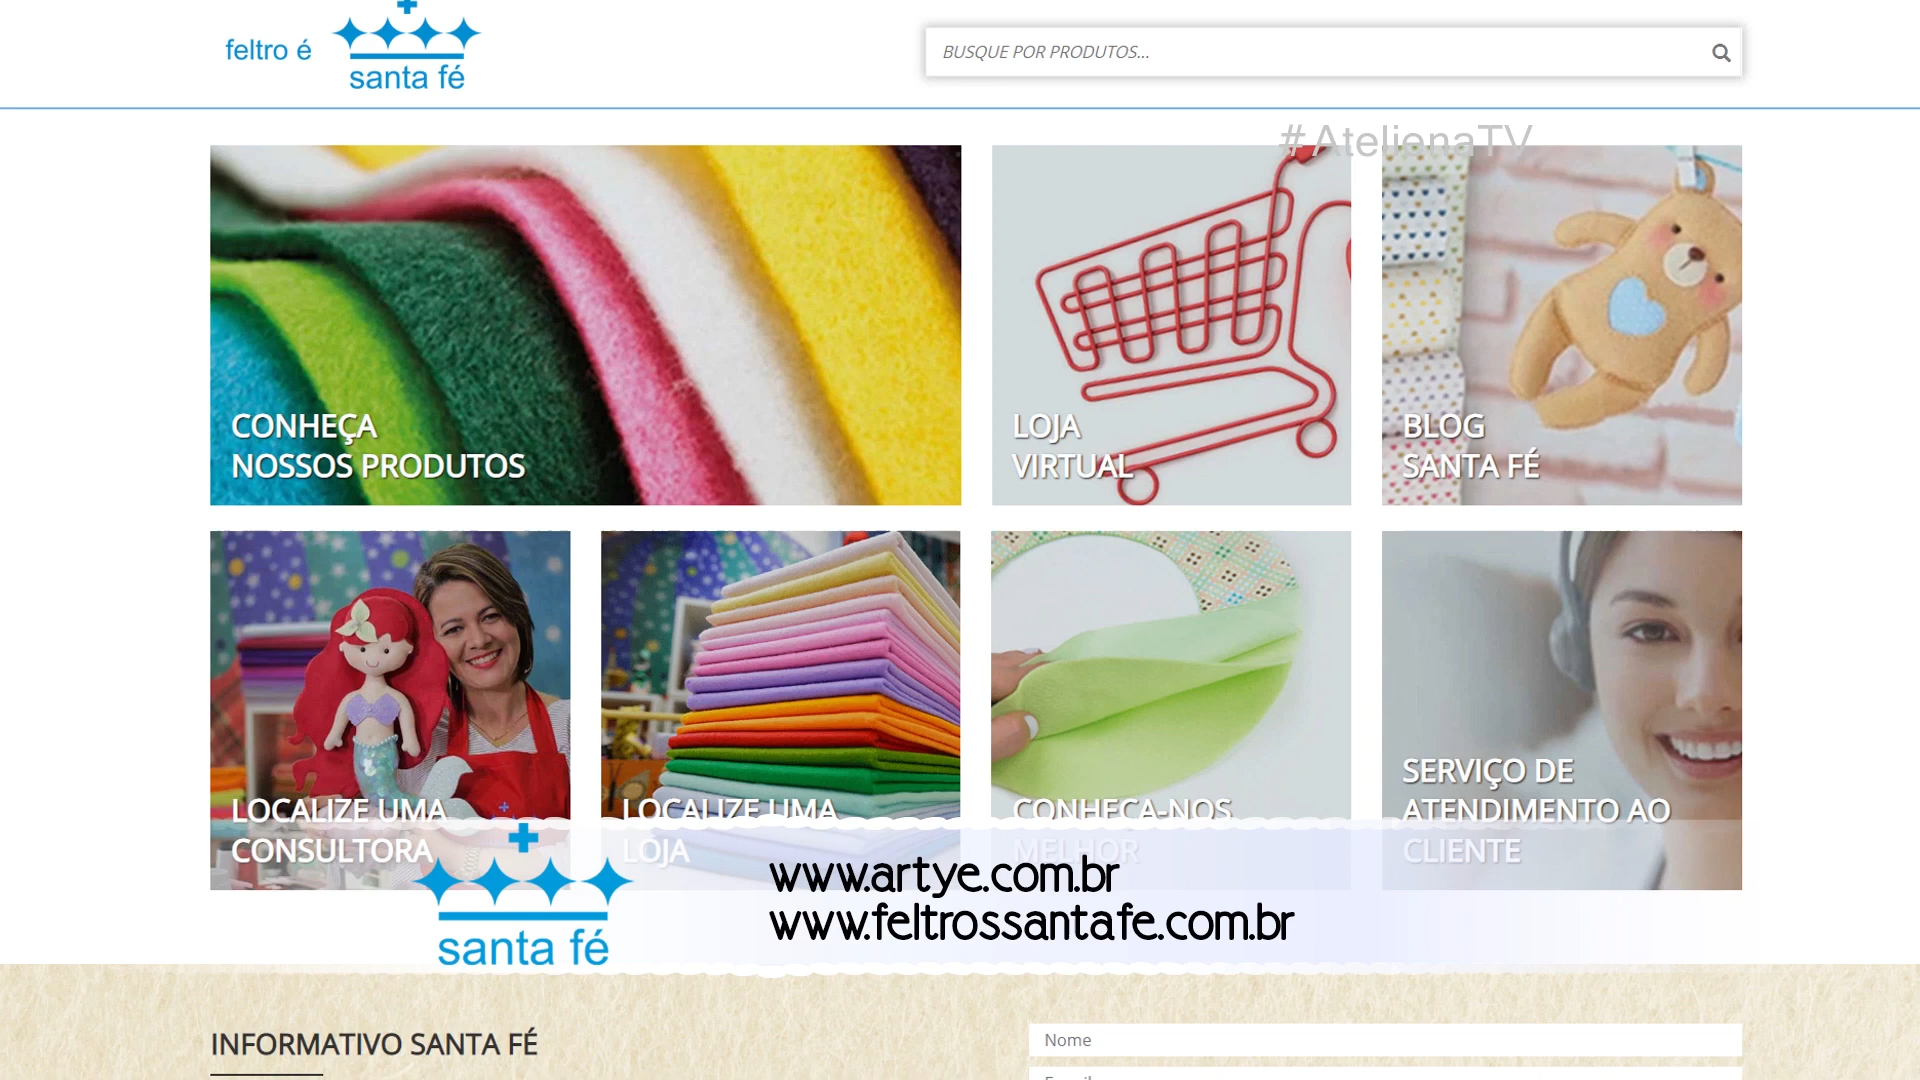 feltro é
santa fé
BUSQUE POR PRODUTOS...
#AtelienaTV
CONHEÇA
NOSSOS PRODUTOS
LOJA
VIRTUAL
BLOG
SANTA FÉ
LOCALIZE UMA
CONSULTORA
LOCALIZE UMA
LOJA
CONHEÇA-NOS
MELHOR
SERVIÇO DE
ATENDIMENTO AO
CLIENTE
santa fé
www.artye.com.br
www.feltrossantafe.com.br
INFORMATIVO SANTA FÉ
Nome